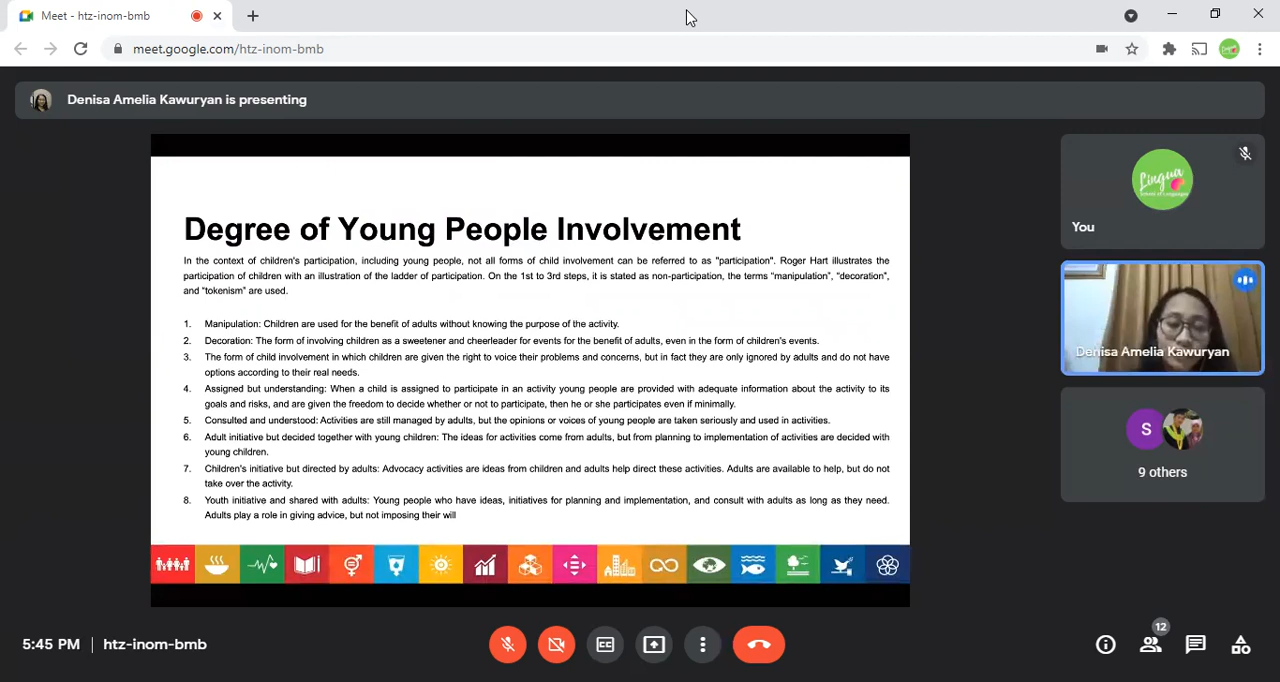 Meet - htz-inom-bmb
meet.google.com/htz-inom-bmb
Denisa Amelia Kawuryan is presenting
Degree of Young People Involvement
In the context of children's participation, including young people, not all forms of child involvement can be referred to as "participation". Roger Hart illustrates the
participation of children with an illustration of the ladder of participation. On the 1st to 3rd steps, it is stated as non-participation, the terms "manipulation", "decoration",
and "tokenism" are used.
1. Manipulation: Children are used for the benefit of adults without knowing the purpose of the activity.
2. Decoration: The form of involving children as a sweetener and cheerleader for events for the benefit of adults, even in the form of children's events.
3. The form of child involvement in which children are given the right to voice their problems and concerns, but in fact they are only ignored by adults and do not have
options according to their real needs.
4. Assigned but understanding: When a child is assigned to participate in an activity young people are provided with adequate information about the activity to its
goals and risks, and are given the freedom to decide whether or not to participate, then he or she participates even if minimally.
5. Consulted and understood: Activities are still managed by adults, but the opinions or voices of young people are taken seriously and used in activities.
6. Adult initiative but decided together with young children: The ideas for activities come from adults, but from planning to implementation of activities are decided with
young children.
7. Children's initiative but directed by adults: Advocacy activities are ideas from children and adults help direct these activities. Adults are available to help, but do not
take over the activity.
8. Youth initiative and shared with adults: Young people who have ideas, initiatives for planning and implementation, and consult with adults as long as they need.
Adults play a role in giving advice, but not imposing their will
Lingua
You
Denisa Amelia Kawuryan
S
9 others
5:45 PM | htz-inom-bmb
CC
12